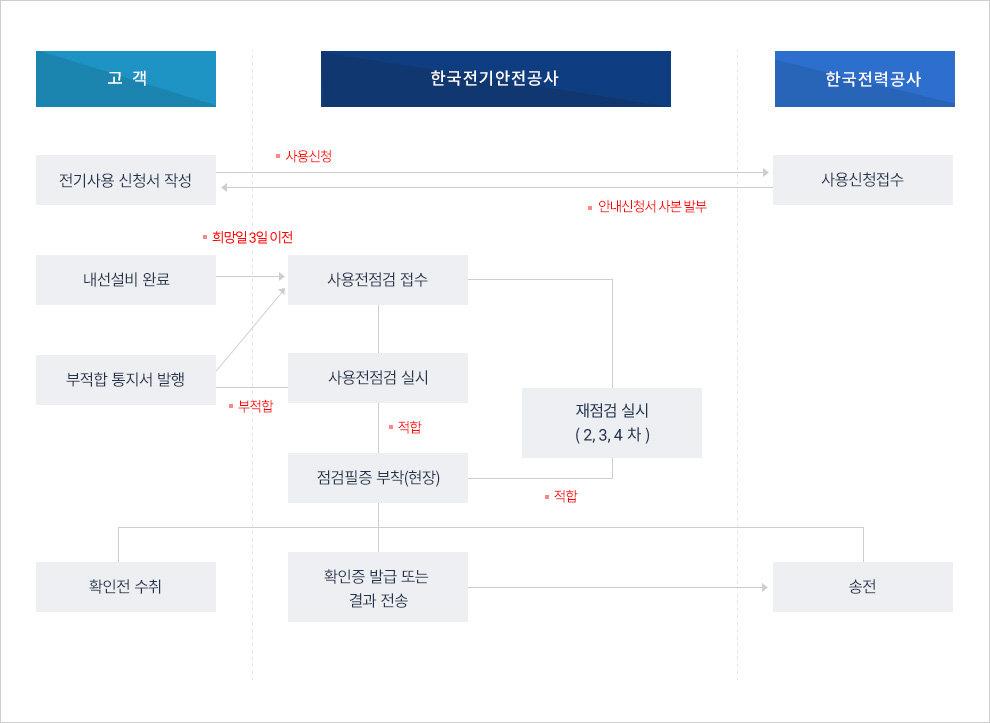 고 객
한국전기안전공사
한국전력공사
사용신청
전기사용 신청서 작성
사용신청접수
안내신청서 사본 발부
희망일 3일 이전
내선설비 완료
사용전점검 접수
부적합 통지서 발행
사용전점검 실시
부적합
재점검 실시
( 2, 3, 4 차 )
적합
점검필증 부착(현장)
적합
확인전 수취
확인증 발급 또는
결과 전송
송전